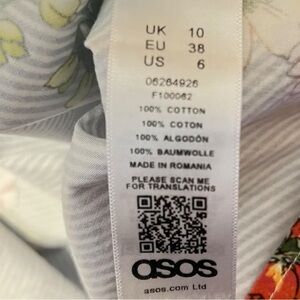 UK 10
EU 38
US 6
06264926
F100062
100% COTTON
100% COTON
100% ALGODÓN
100% BAUMWOLLE
MADE IN ROMANIA
PLEASE SCAN ME
FOR TRANSLATIONS
asos
asos.com Ltd